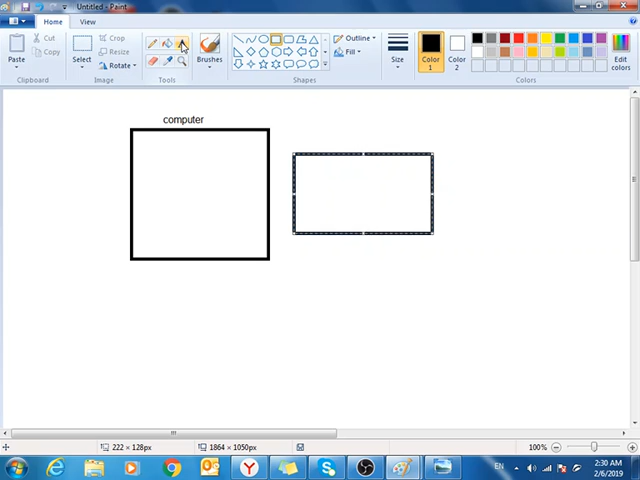 Untitled - Paint
Home View
Paste
Cut
Copy
Clipboard
Select
Crop
Resize
Rotate
Image
Tools
Brushes
Outline
Fill
Shapes
Size
Color 1
Color 2
Edit colors
Colors
computer
222 × 128px
1864 × 1050px
100%
EN
2:30 AM
2/6/2019